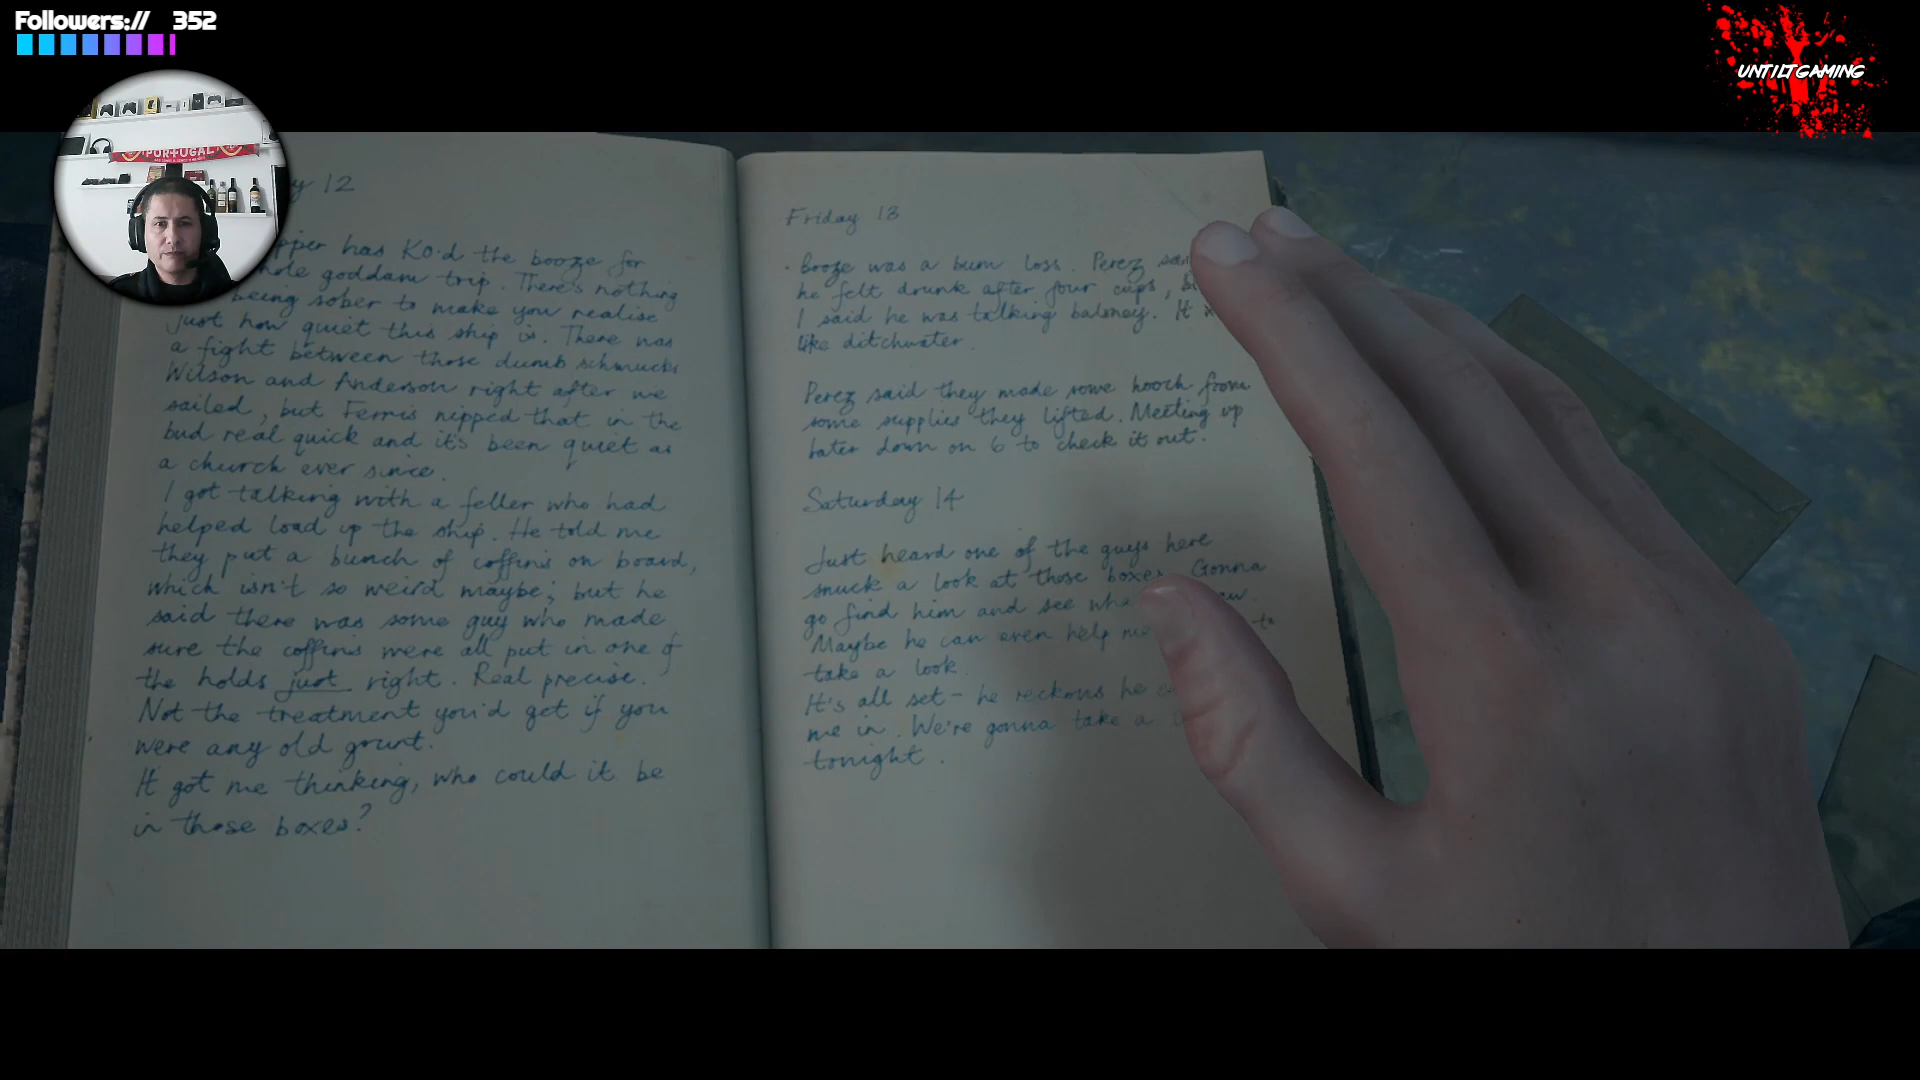 Followers:// 352
UNTILTGAMING
PORTUGAL
y 12
pper has KO'd the booze for
hole goddam trip. There's nothing
being sober to make you realise
just how quiet this ship is. There was
a fight between those dumb schmucks
Wilson and Anderson right after we
sailed, but Ferris nipped that in the
bud real quick and it's been quiet as
a church ever since.
I got talking with a feller who had
helped load up the ship. He told me
they put a bunch of coffins on board,
which isn't so weird maybe; but he
said there was some guy who made
sure the coffins were all put in one of
the holds just right. Real precise.
Not the treatment you'd get if you
were any old grunt.
It got me thinking, who could it be
in those boxes?
Friday 13
Booze was a bum loss. Perez
he felt drunk after four cups,
I said he was talking baloney. It
like ditchwater.
Perez said they made some hooch from
some supplies they lifted. Meeting up
later down on 6 to check it out.
Saturday 14
Just heard one of the guys here
snuck a look at those boxes. Gonna
go find him and see
Maybe he can even help me to
take a look.
It's all set - he reckons he
me in. We're gonna take a
tonight.